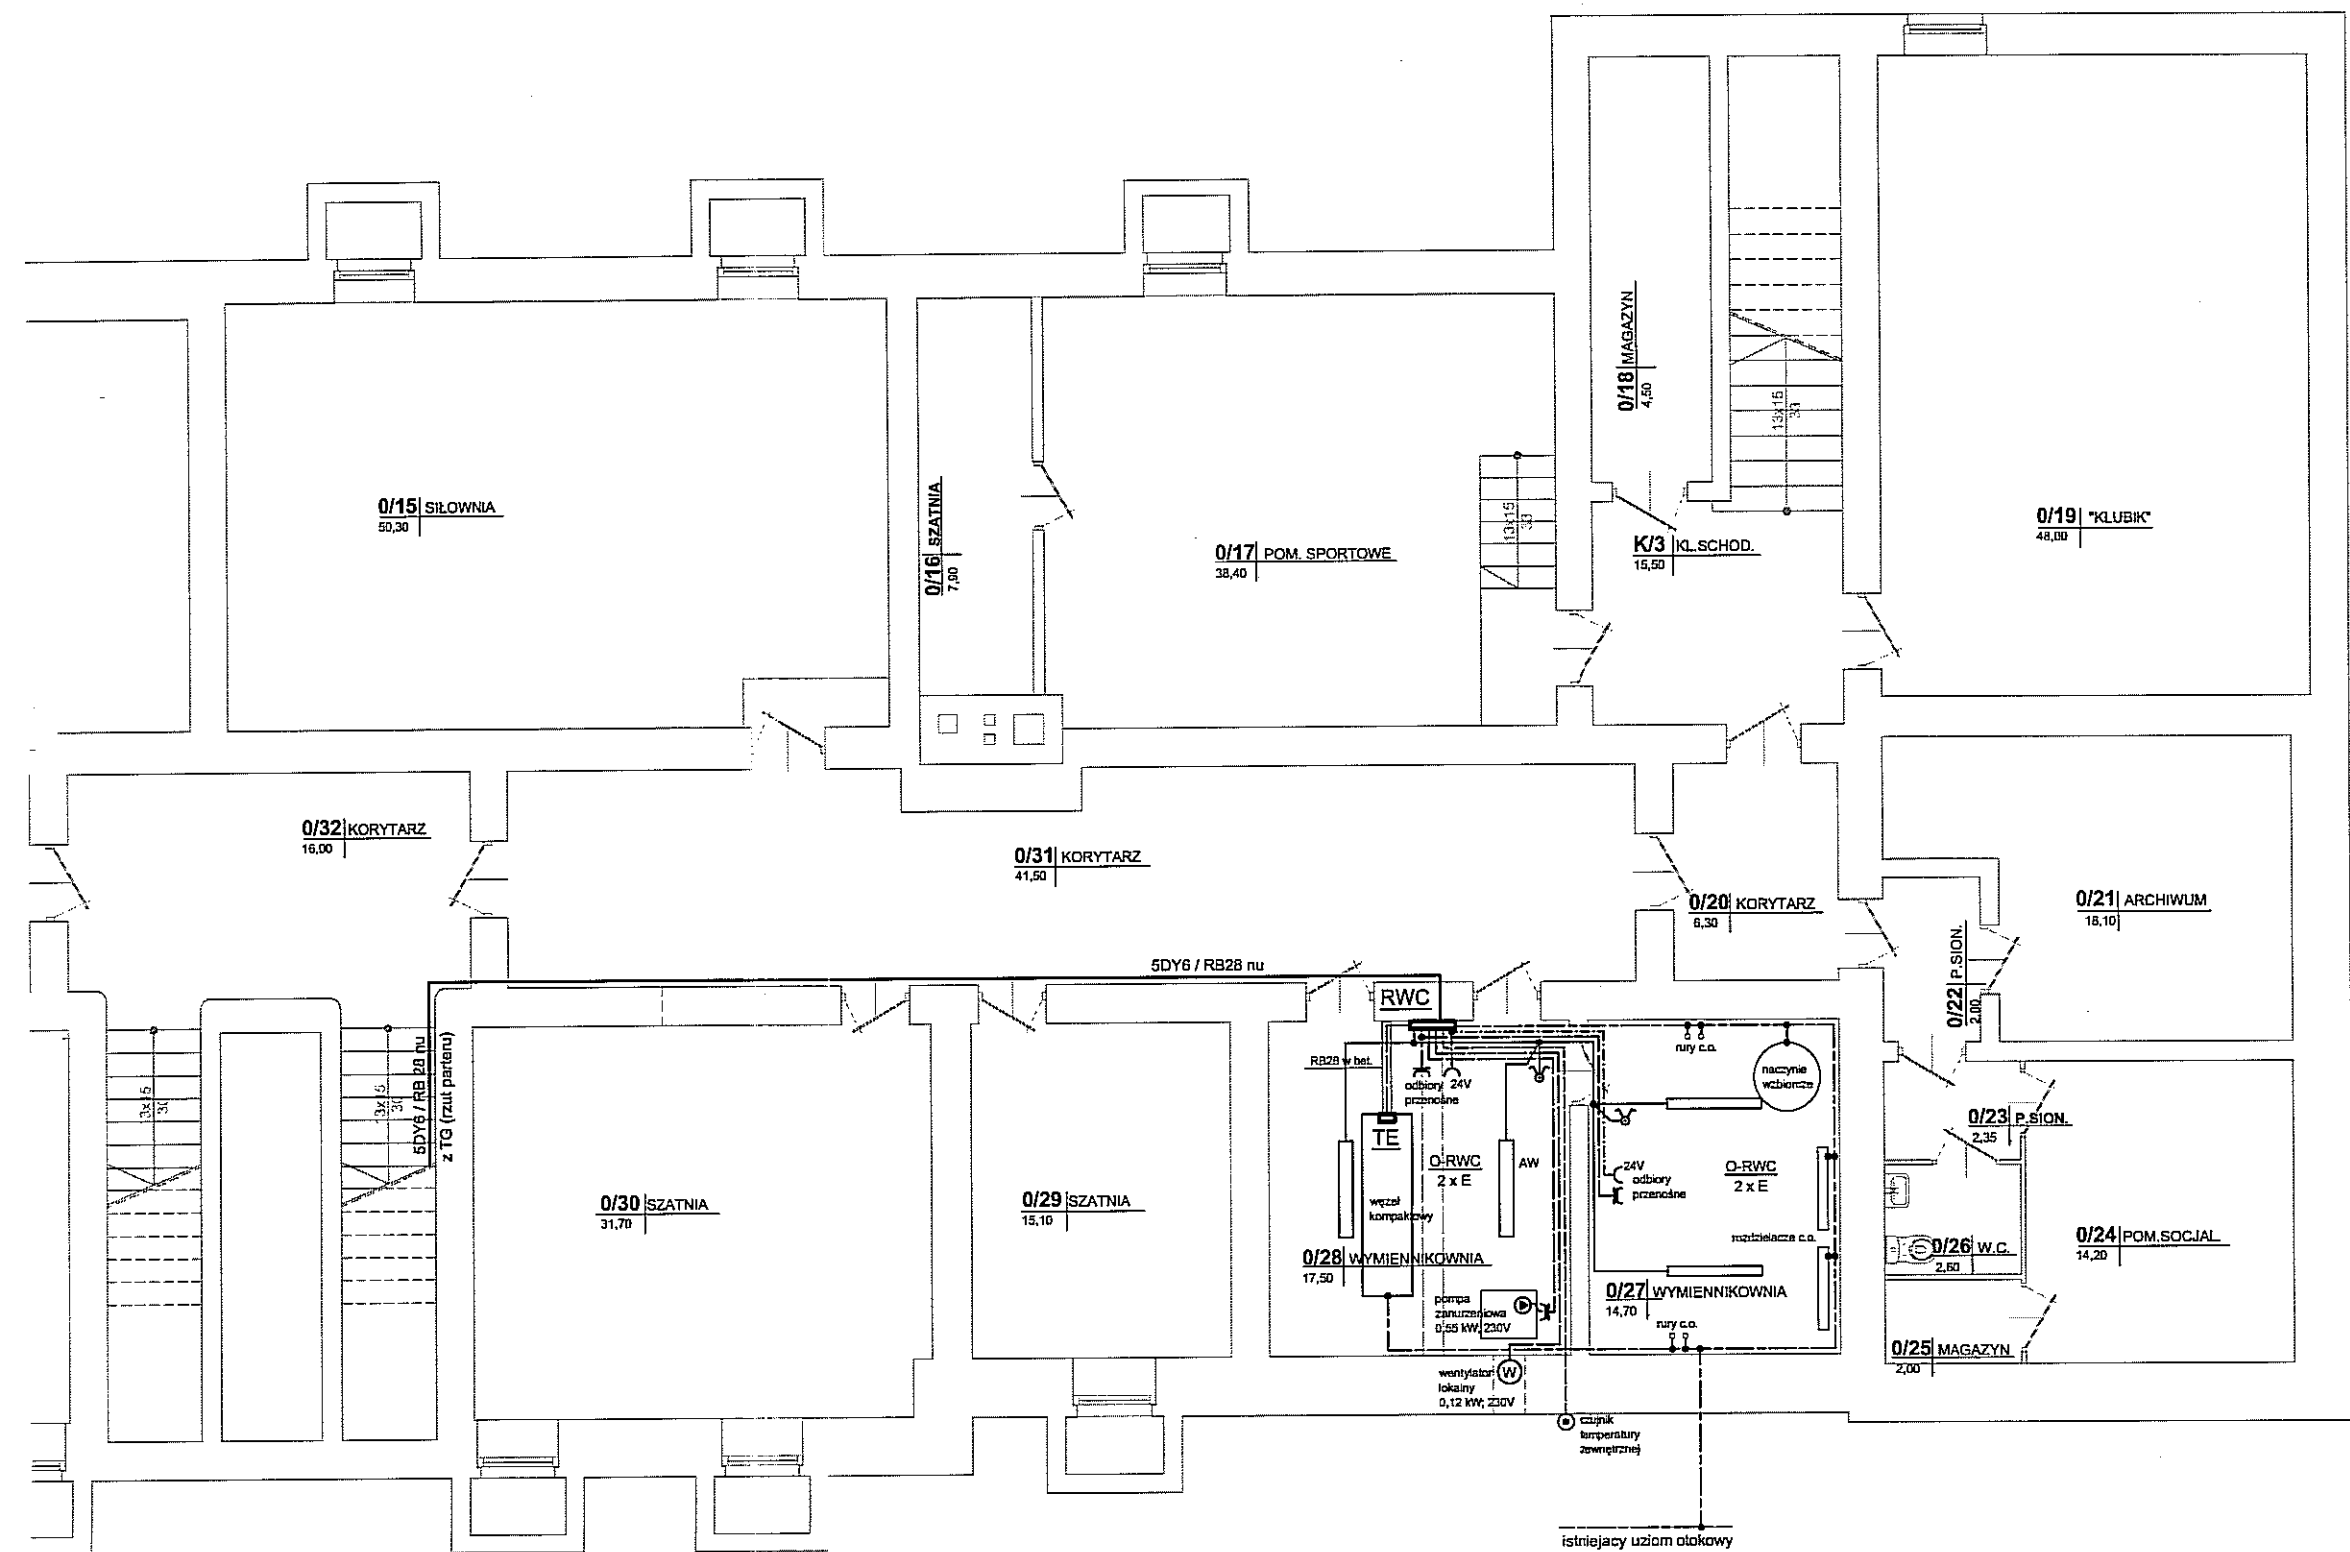 0/18 MAGAZYN
4,50
13x15
30
0/15 SIŁOWNIA
50,30
0/16 SZATNIA
7,90
0/17 POM. SPORTOWE
38,40
13x15
30
K/3 KL.SCHOD.
15,50
0/19 "KLUBIK"
48,00
0/32 KORYTARZ
16,00
0/31 KORYTARZ
41,50
0/20 KORYTARZ
6,30
0/21 ARCHIWUM
18,10
0/22 P.SION.
2,00
5DY6 / RB28 nu
RWC
RB28 w bet.
odbiory 24V
przenośne
rury c.o.
naczynie
wzbiorcze
3x15
30
3x15
30
5DY6 / RB 28 nu
z TG (rzut parteru)
TE
O-RWC
2 x E
AW
24V
odbiory
przenośne
O-RWC
2 x E
0/23 P.SION.
2,35
0/30 SZATNIA
31,70
0/29 SZATNIA
15,10
węzeł
kompaktowy
rozdzielacze c.o.
0/26 W.C.
2,60
0/24 POM.SOCJAL.
14,20
0/28 WYMIENNIKOWNIA
17,50
0/27 WYMIENNIKOWNIA
14,70
pompa
zanurzeniowa
0,55 kW; 230V
rury c.o.
0/25 MAGAZYN
2,00
wentylator
lokalny
0,12 kW; 230V
W
czujnik
temperatury
zewnętrznej
istniejacy uziom otokowy